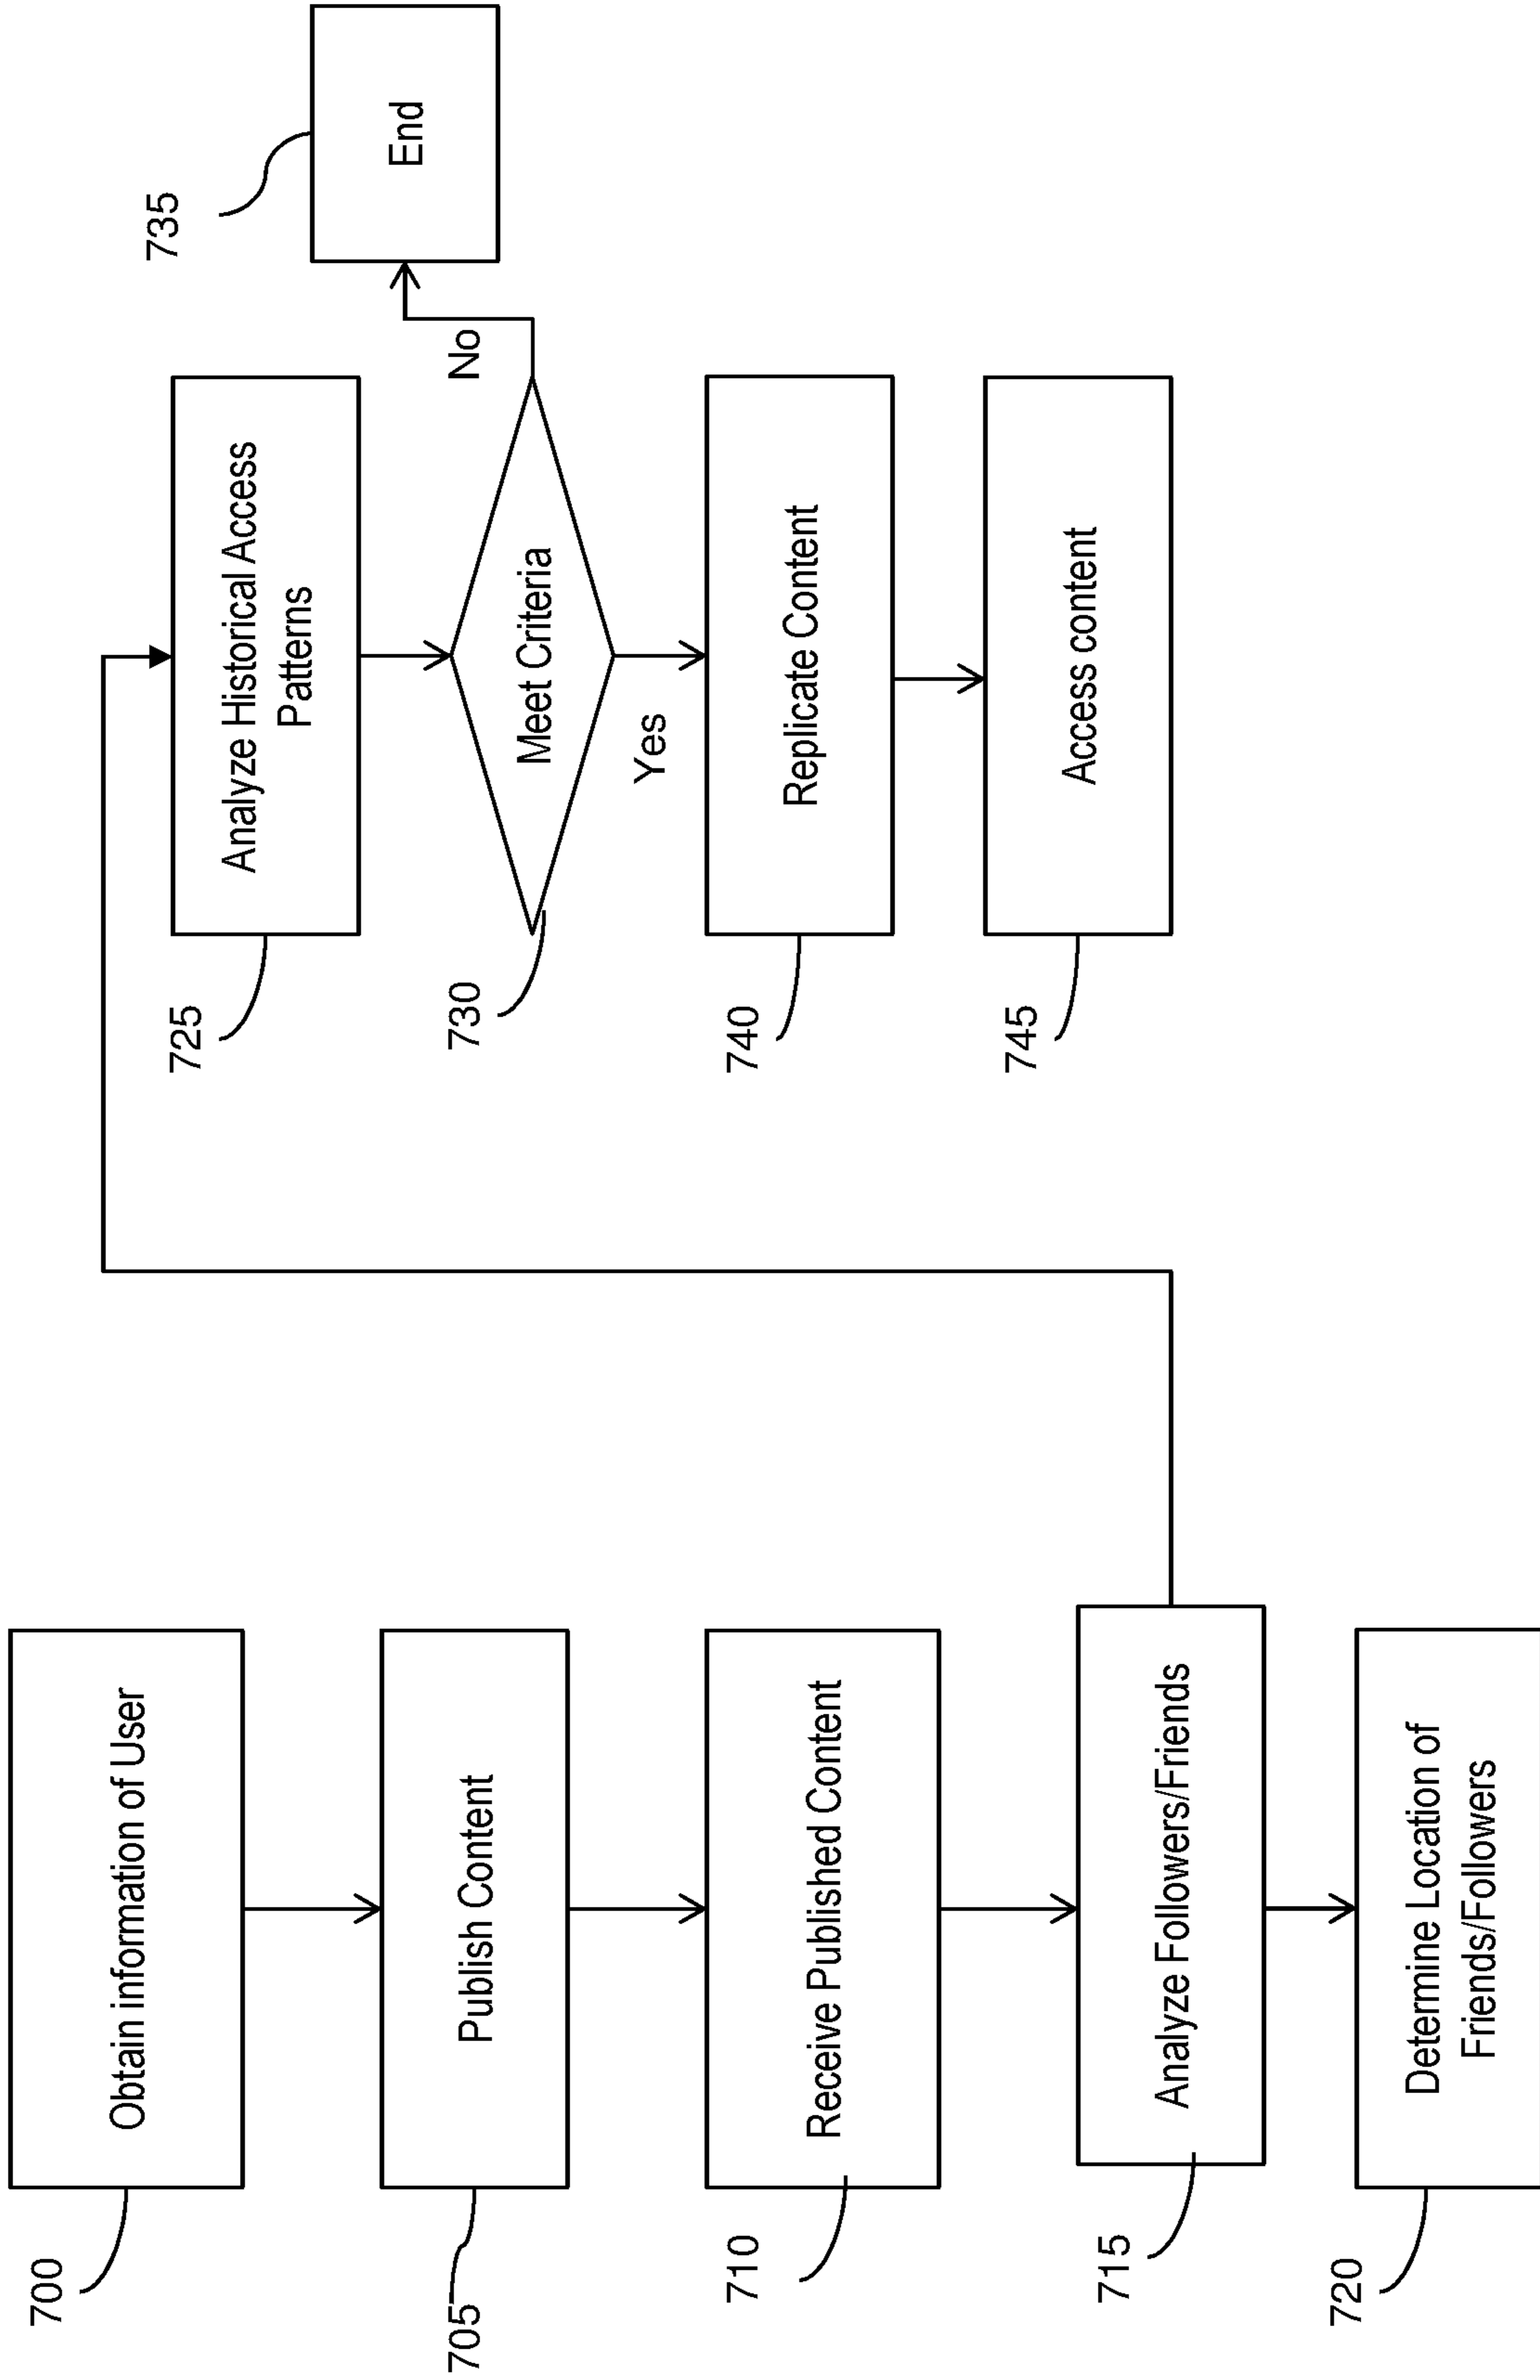 700
Obtain information of User
705
Publish Content
710
Receive Published Content
715
Analyze Followers/Friends
720
Determine Location of
Friends/Followers
725
Analyze Historical Access
Patterns
730
Meet Criteria
No
735
End
Yes
740
Replicate Content
745
Access content